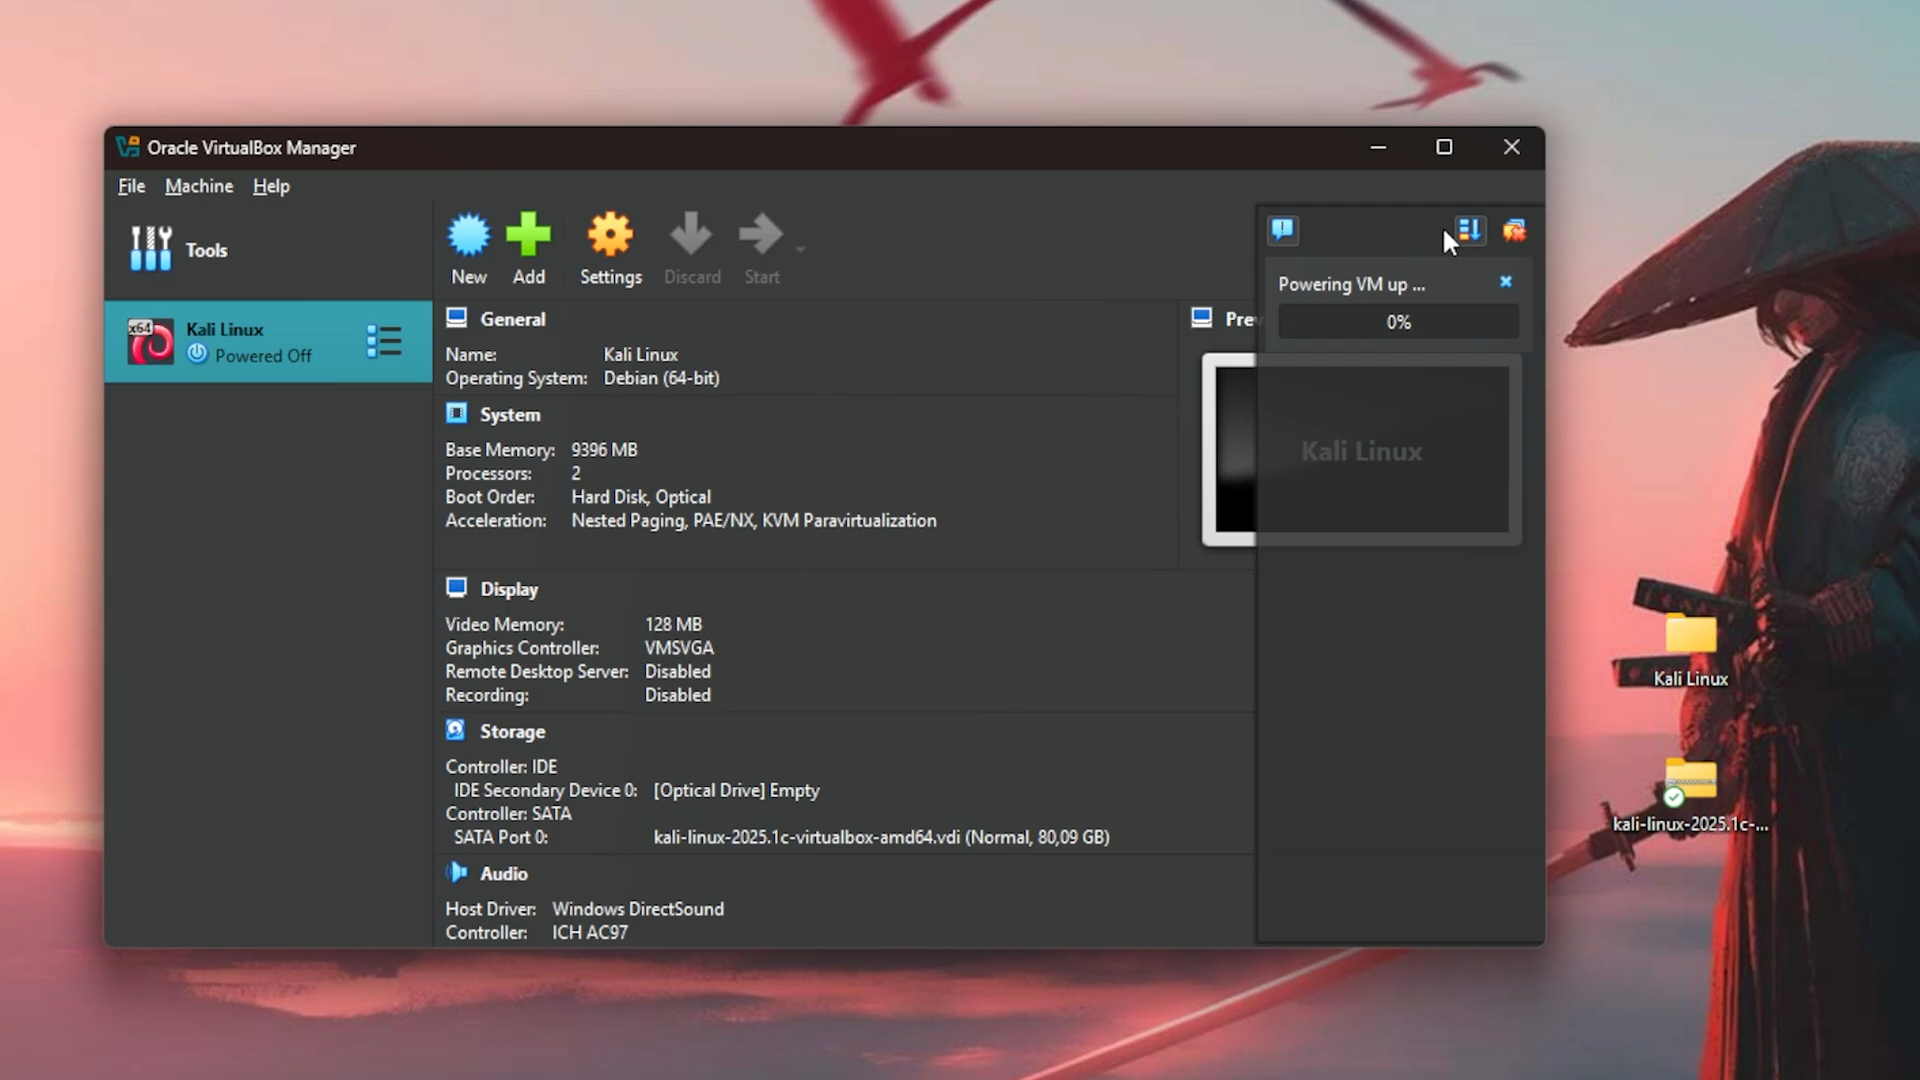 Oracle VirtualBox Manager
File Machine Help
Tools
New Add Settings Discard Start
x64
Kali Linux
Powered Off
General
Name: Kali Linux
Operating System: Debian (64-bit)
System
Base Memory: 9396 MB
Processors: 2
Boot Order: Hard Disk, Optical
Acceleration: Nested Paging, PAE/NX, KVM Paravirtualization
Display
Video Memory: 128 MB
Graphics Controller: VMSVGA
Remote Desktop Server: Disabled
Recording: Disabled
Storage
Controller: IDE
IDE Secondary Device 0: [Optical Drive] Empty
Controller: SATA
SATA Port 0: kali-linux-2025.1c-virtualbox-amd64.vdi (Normal, 80,09 GB)
Audio
Host Driver: Windows DirectSound
Controller: ICH AC97
Prev
Powering VM up ...
0%
Kali Linux
Kali Linux
kali-linux-2025.1c-...